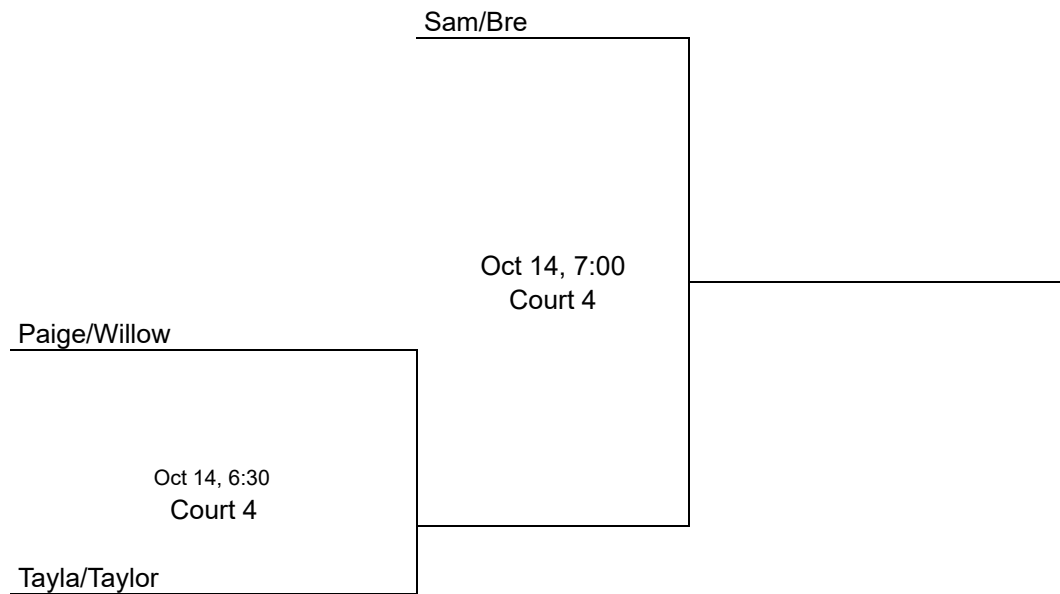 Sam/Bre
Oct 14, 7:00
Court 4
Paige/Willow
Oct 14, 6:30
Court 4
Tayla/Taylor